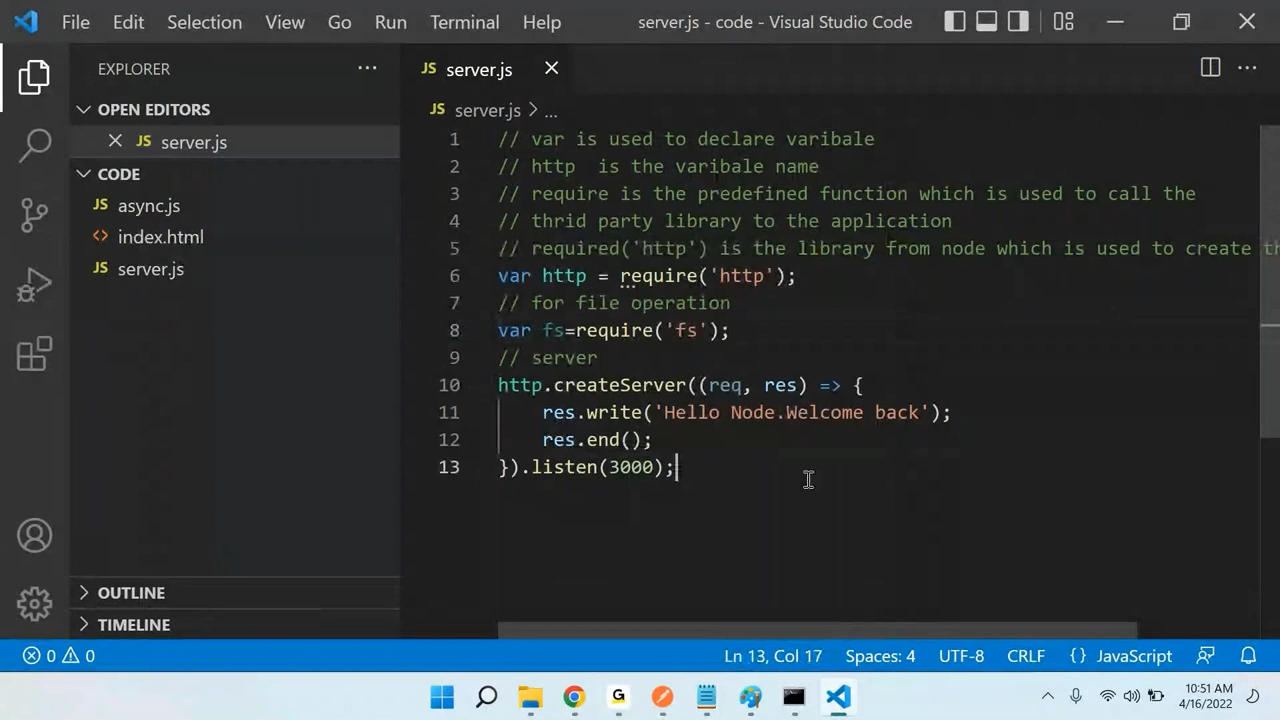 File Edit Selection View Go Run Terminal Help server.js - code - Visual Studio Code
EXPLORER
OPEN EDITORS
JS server.js
CODE
JS async.js
<> index.html
JS server.js
OUTLINE
TIMELINE
JS server.js
JS server.js > ...
1 // var is used to declare varibale
2 // http  is the varibale name
3 // require is the predefined function which is used to call the
4 // thrid party library to the application
5 // required('http') is the library from node which is used to create th
6 var http = require('http');
7 // for file operation
8 var fs=require('fs');
9 // server
10 http.createServer((req, res) => {
11     res.write('Hello Node.Welcome back');
12     res.end();
13 }).listen(3000);
0 0 Ln 13, Col 17 Spaces: 4 UTF-8 CRLF {} JavaScript
G
10:51 AM
4/16/2022